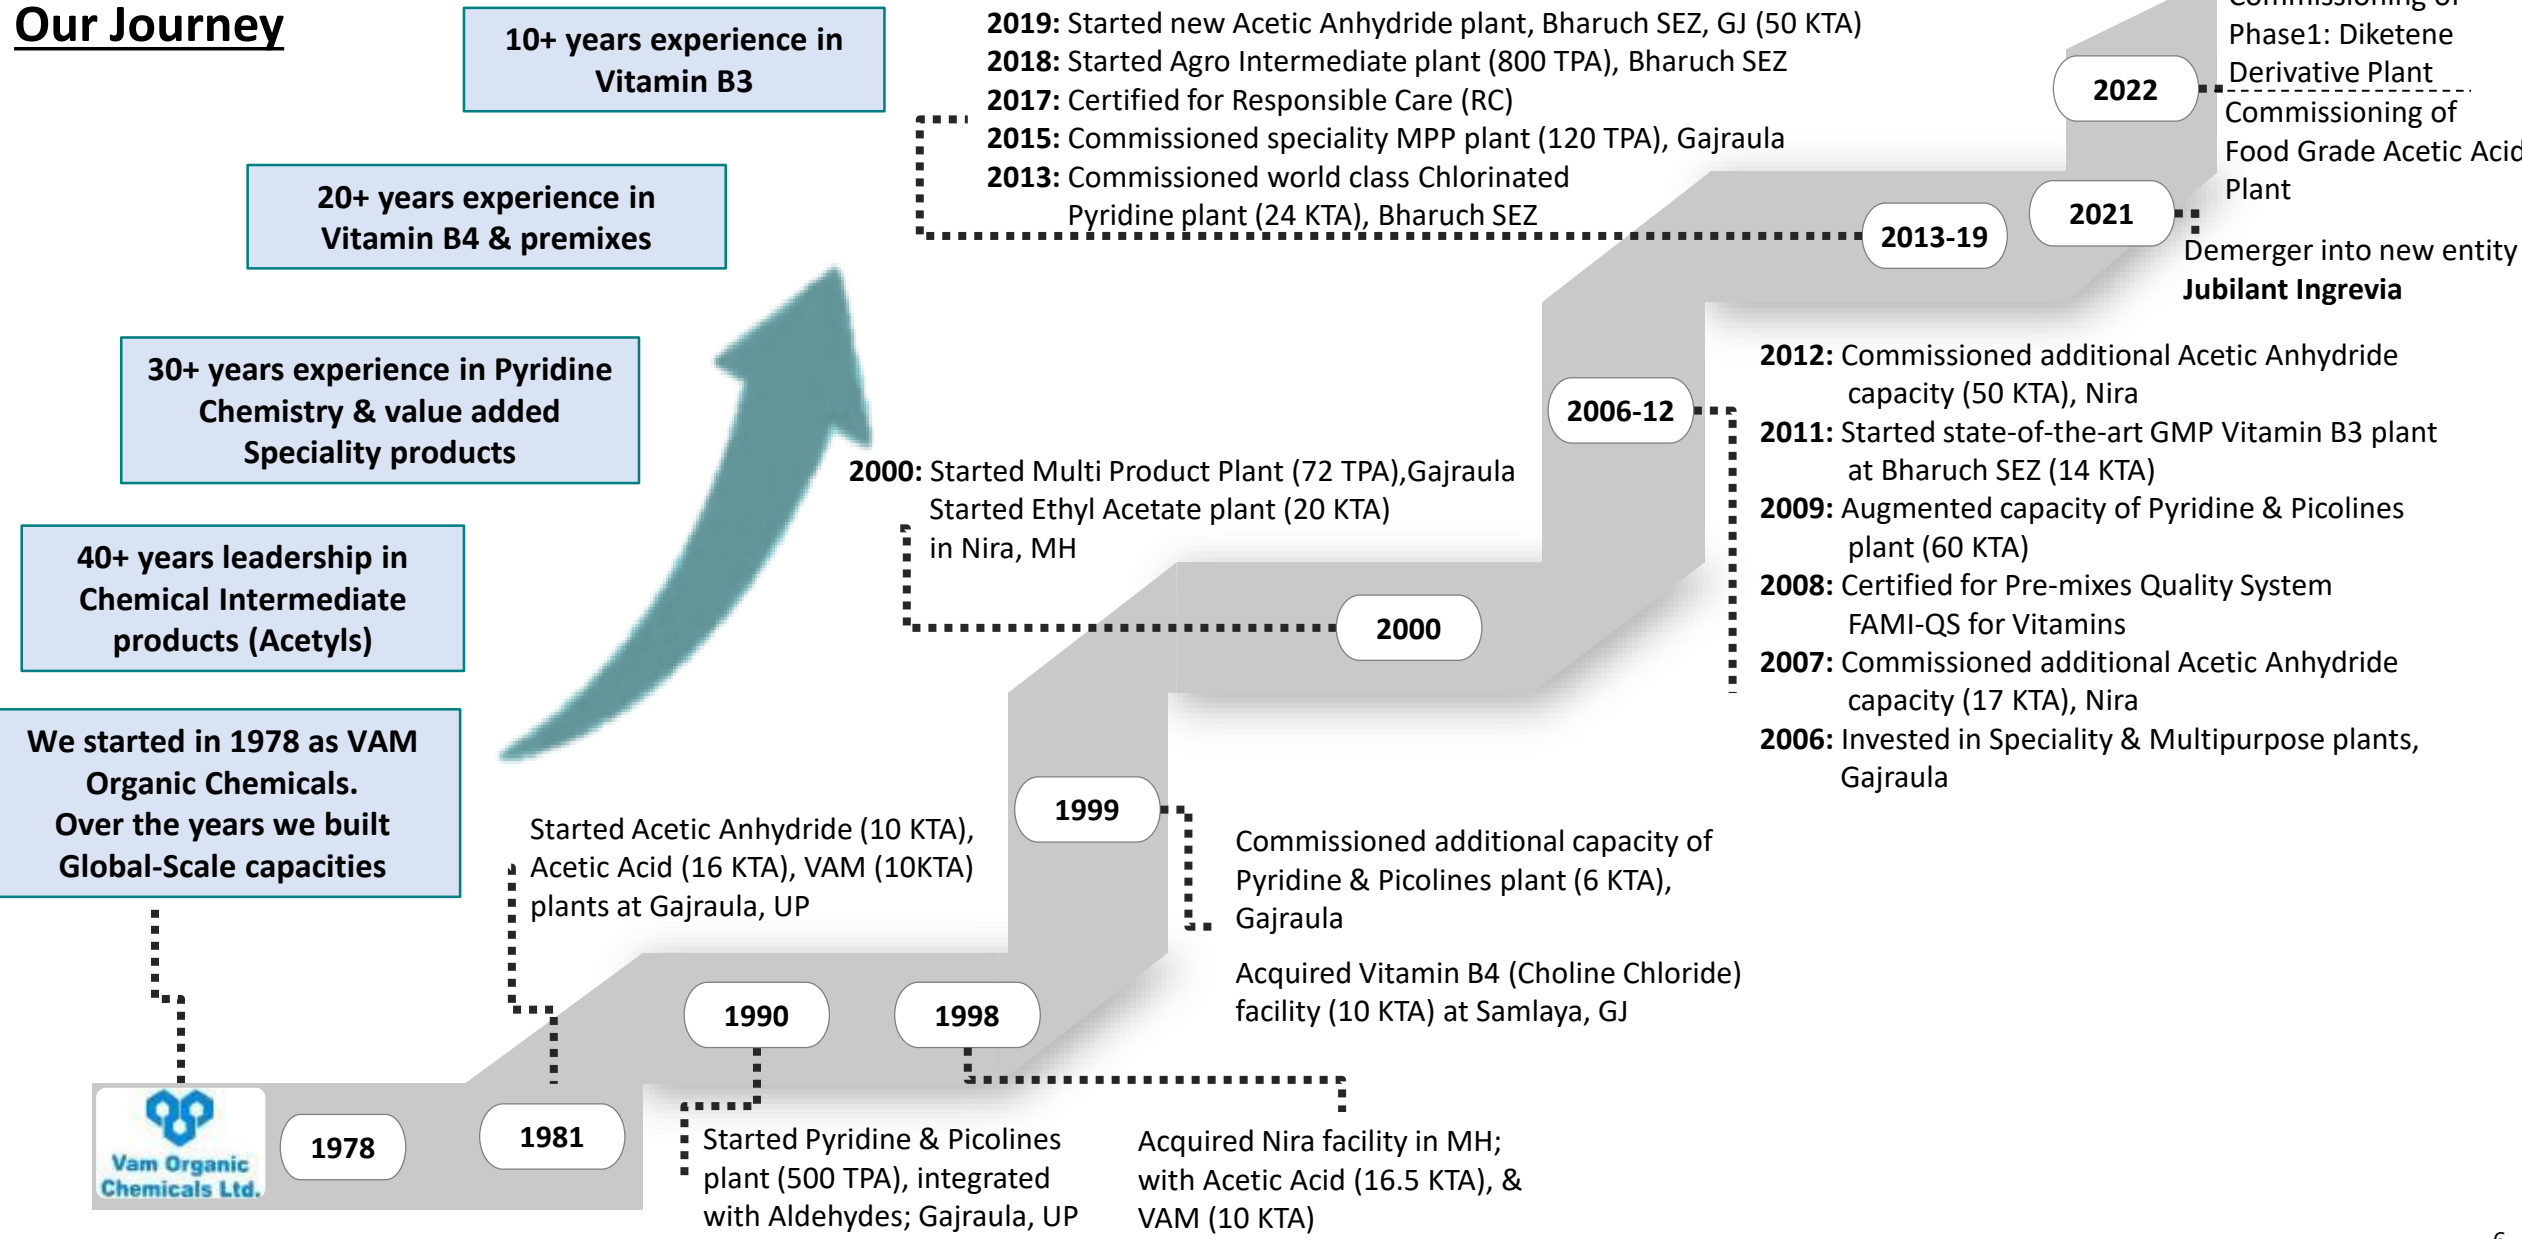 Our Journey
10+ years experience in
Vitamin B3
20+ years experience in
Vitamin B4 & premixes
30+ years experience in Pyridine
Chemistry & value added
Speciality products
40+ years leadership in
Chemical Intermediate
products (Acetyls)
We started in 1978 as VAM
Organic Chemicals.
Over the years we built
Global-Scale capacities
Vam Organic
Chemicals Ltd.
1978
1981
Started Acetic Anhydride (10 KTA),
Acetic Acid (16 KTA), VAM (10KTA)
plants at Gajraula, UP
1990
Started Pyridine & Picolines
plant (500 TPA), integrated
with Aldehydes; Gajraula, UP
1998
Acquired Nira facility in MH;
with Acetic Acid (16.5 KTA), &
VAM (10 KTA)
1999
Commissioned additional capacity of
Pyridine & Picolines plant (6 KTA),
Gajraula
Acquired Vitamin B4 (Choline Chloride)
facility (10 KTA) at Samlaya, GJ
2000
2000: Started Multi Product Plant (72 TPA),Gajraula
Started Ethyl Acetate plant (20 KTA)
in Nira, MH
2006-12
2012: Commissioned additional Acetic Anhydride
capacity (50 KTA), Nira
2011: Started state-of-the-art GMP Vitamin B3 plant
at Bharuch SEZ (14 KTA)
2009: Augmented capacity of Pyridine & Picolines
plant (60 KTA)
2008: Certified for Pre-mixes Quality System
FAMI-QS for Vitamins
2007: Commissioned additional Acetic Anhydride
capacity (17 KTA), Nira
2006: Invested in Speciality & Multipurpose plants,
Gajraula
2013-19
2019: Started new Acetic Anhydride plant, Bharuch SEZ, GJ (50 KTA)
2018: Started Agro Intermediate plant (800 TPA), Bharuch SEZ
2017: Certified for Responsible Care (RC)
2015: Commissioned speciality MPP plant (120 TPA), Gajraula
2013: Commissioned world class Chlorinated
Pyridine plant (24 KTA), Bharuch SEZ
2021
Demerger into new entity
Jubilant Ingrevia
2022
Commissioning of
Phase1: Diketene
Derivative Plant
Commissioning of
Food Grade Acetic Acid
Plant